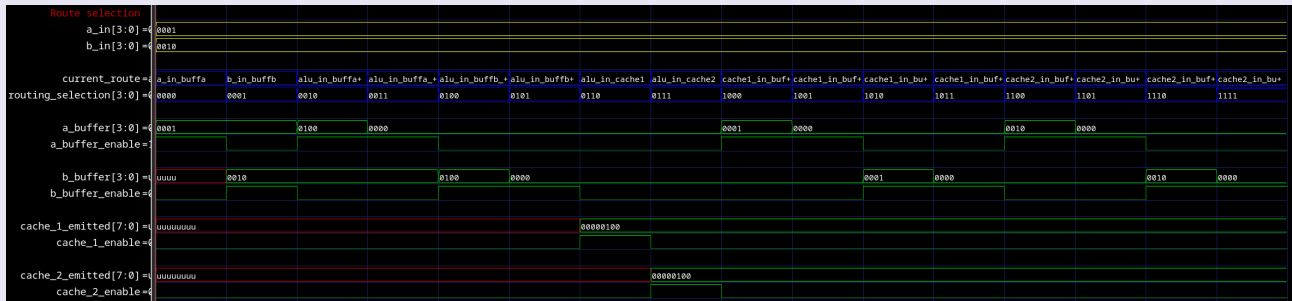 Route selection
a_in[3:0] = 0001
b_in[3:0] = 0010
current_route= a_in_buffa b_in_buffb alu_in_buffa+ alu_in_buffa_+ alu_in_buffb_+ alu_in_buffb+ alu_in_cache1 alu_in_cache2 cache1_in_buf+ cache1_in_buf+ cache1_in_bu+ cache1_in_buf+ cache2_in_buf+ cache2_in_bu+ cache2_in_buf+ cache2_in_bu+
routing_selection[3:0]= 0000 0001 0010 0011 0100 0101 0110 0111 1000 1001 1010 1011 1100 1101 1110 1111
a_buffer[3:0] = 0001 0100 0000 0001 0000 0010 0000
a_buffer_enable=1
b_buffer[3:0] = uuuu 0010 0100 0000 0001 0000 0010 0000
b_buffer_enable=
cache_1_emitted[7:0] = uuuuuuuu 00000100
cache_1_enable=
cache_2_emitted[7:0] = uuuuuuuu 00000100
cache_2_enable=